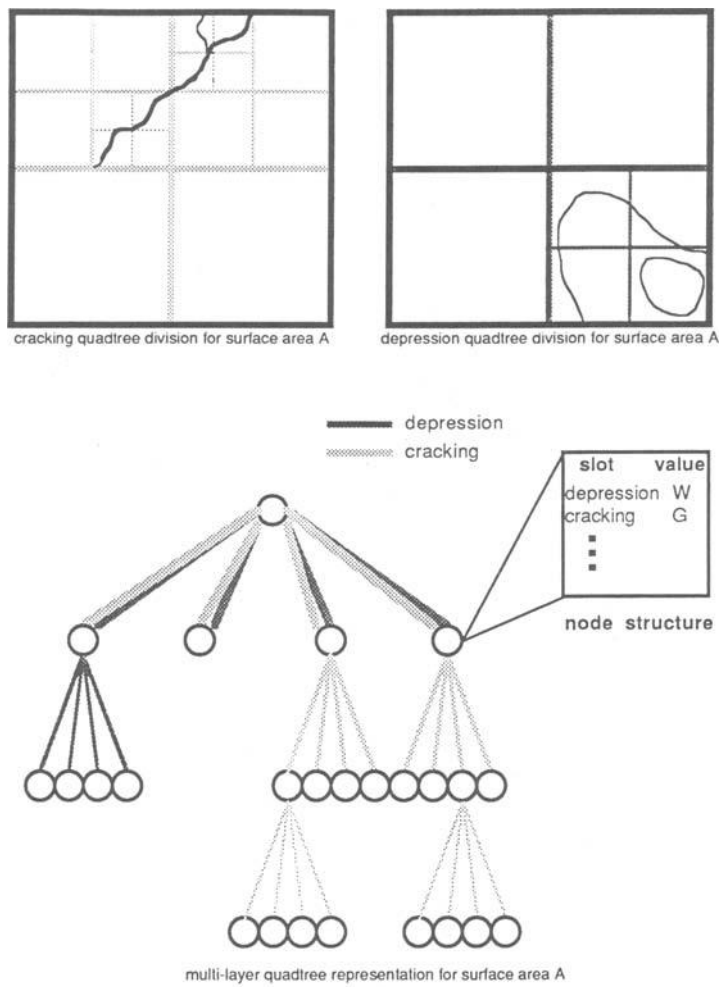 cracking quadtree division for surface area A
depression quadtree division for surface area A
depression
cracking
slot value
depression W
cracking G
node structure
multi-layer quadtree representation for surface area A